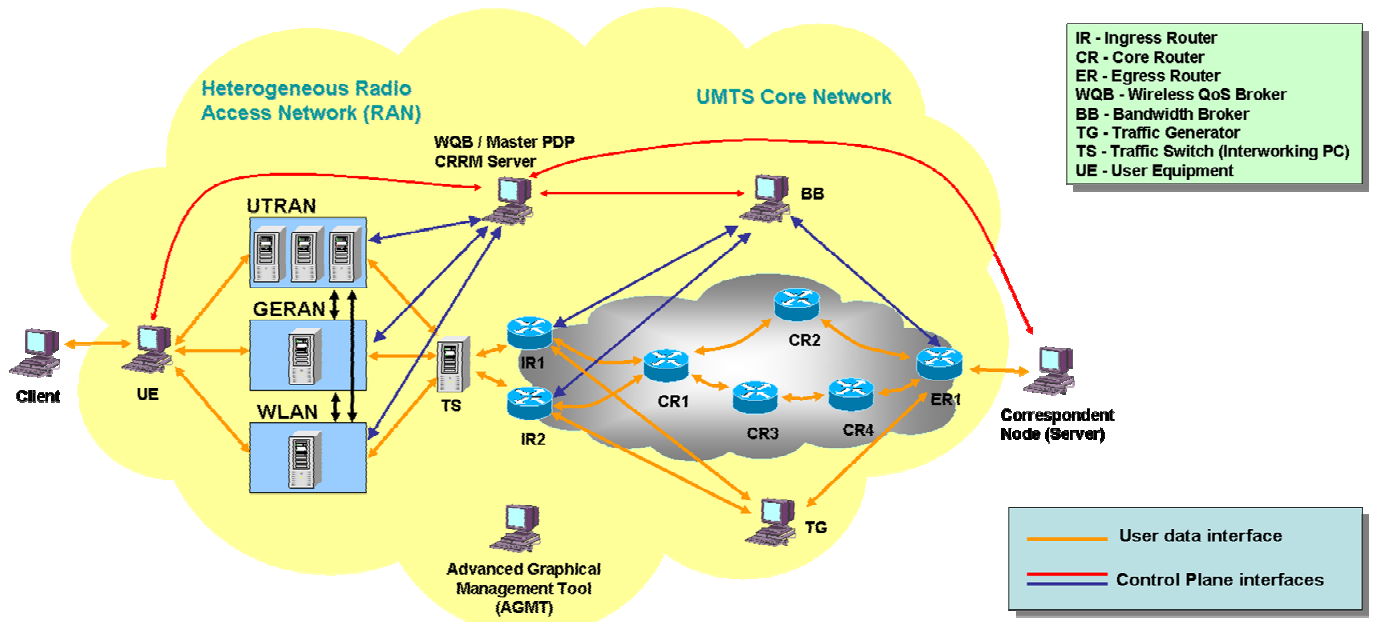 Heterogeneous Radio
Access Network (RAN)
UMTS Core Network
IR - Ingress Router
CR - Core Router
ER - Egress Router
WQB - Wireless QoS Broker
BB - Bandwidth Broker
TG - Traffic Generator
TS - Traffic Switch (Interworking PC)
UE - User Equipment
WQB / Master PDP
CRRM Server
BB
UTRAN
GERAN
WLAN
Client
UE
TS
IR1
IR2
CR1
CR2
CR3
CR4
ER1
Correspondent
Node (Server)
TG
Advanced Graphical
Management Tool
(AGMT)
User data interface
Control Plane interfaces